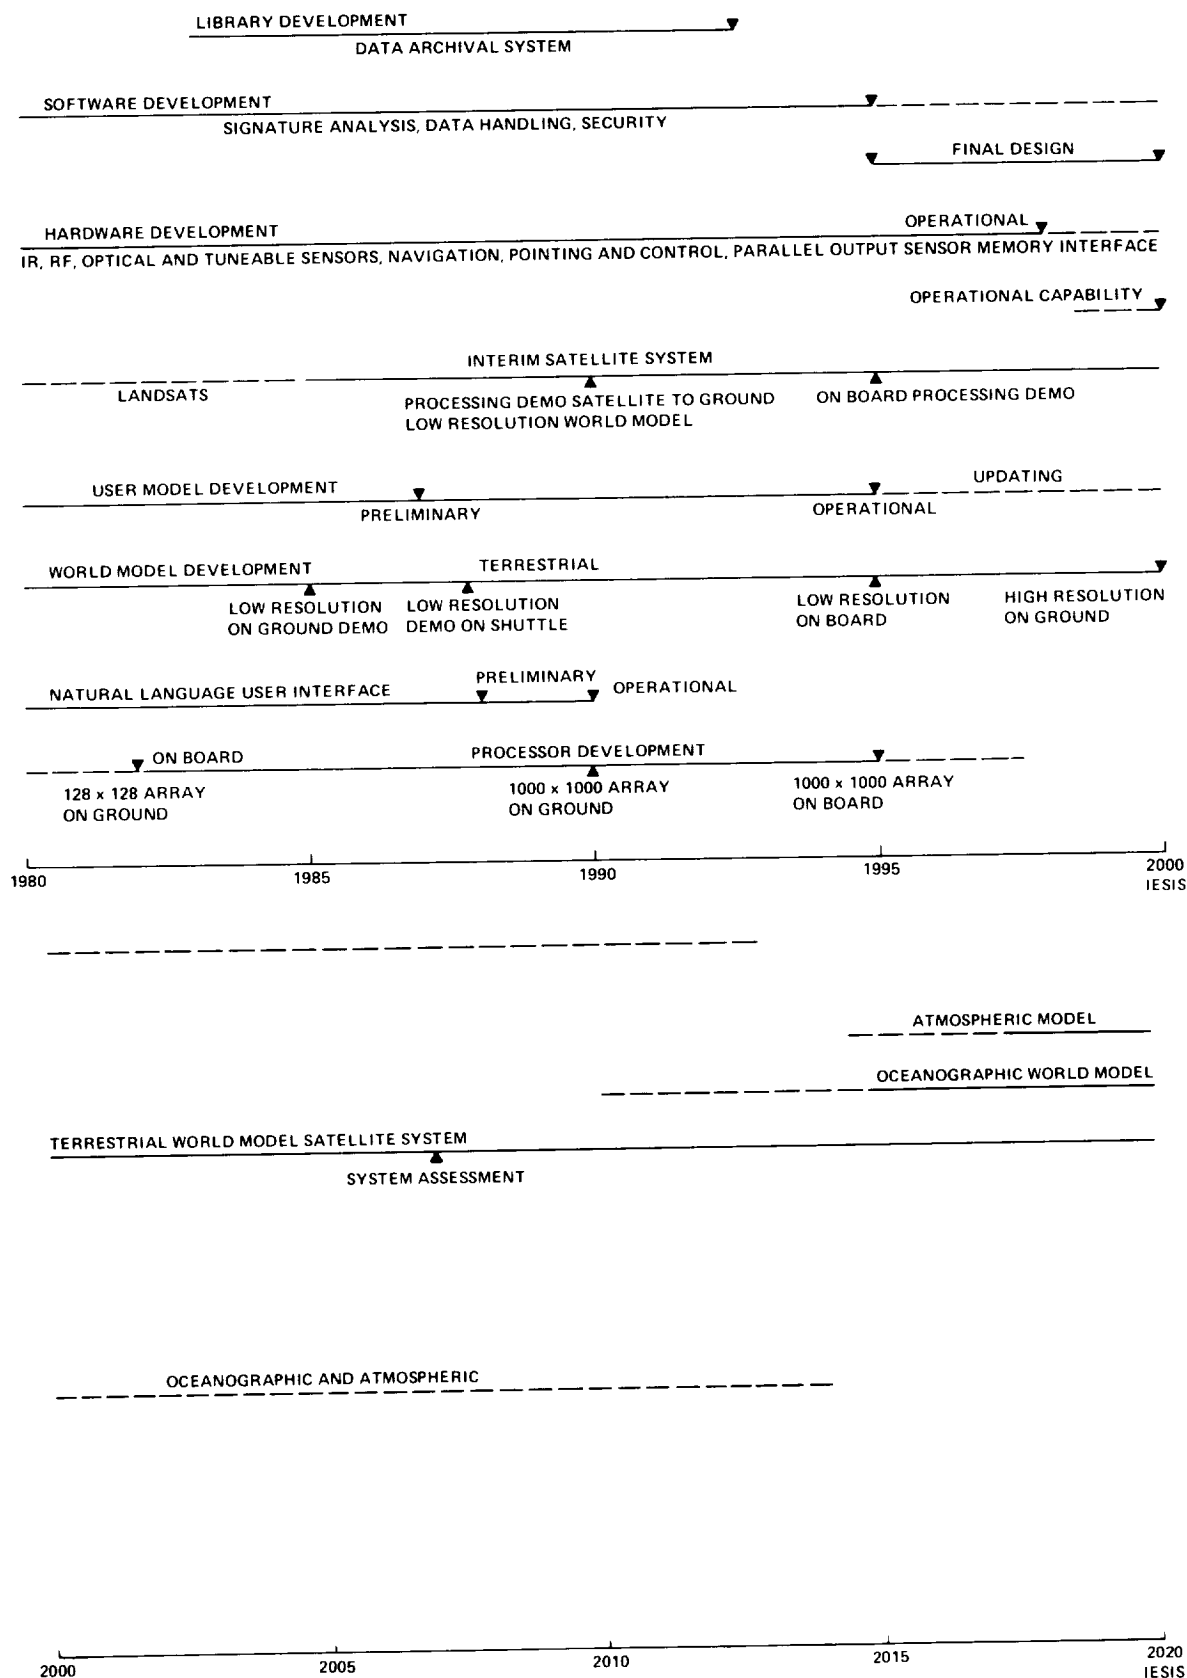 LIBRARY DEVELOPMENT
DATA ARCHIVAL SYSTEM
SOFTWARE DEVELOPMENT
SIGNATURE ANALYSIS, DATA HANDLING, SECURITY
FINAL DESIGN
HARDWARE DEVELOPMENT
OPERATIONAL
IR, RF, OPTICAL AND TUNEABLE SENSORS, NAVIGATION, POINTING AND CONTROL, PARALLEL OUTPUT SENSOR MEMORY INTERFACE
OPERATIONAL CAPABILITY
INTERIM SATELLITE SYSTEM
LANDSATS
PROCESSING DEMO SATELLITE TO GROUND
LOW RESOLUTION WORLD MODEL
ON BOARD PROCESSING DEMO
USER MODEL DEVELOPMENT
UPDATING
PRELIMINARY
OPERATIONAL
WORLD MODEL DEVELOPMENT
TERRESTRIAL
LOW RESOLUTION
ON GROUND DEMO
LOW RESOLUTION
DEMO ON SHUTTLE
LOW RESOLUTION
ON BOARD
HIGH RESOLUTION
ON GROUND
NATURAL LANGUAGE USER INTERFACE
PRELIMINARY
OPERATIONAL
ON BOARD
PROCESSOR DEVELOPMENT
128 x 128 ARRAY
ON GROUND
1000 x 1000 ARRAY
ON GROUND
1000 x 1000 ARRAY
ON BOARD
1980 1985 1990 1995 2000
IESIS
ATMOSPHERIC MODEL
OCEANOGRAPHIC WORLD MODEL
TERRESTRIAL WORLD MODEL SATELLITE SYSTEM
SYSTEM ASSESSMENT
OCEANOGRAPHIC AND ATMOSPHERIC
2000 2005 2010 2015 2020
IESIS